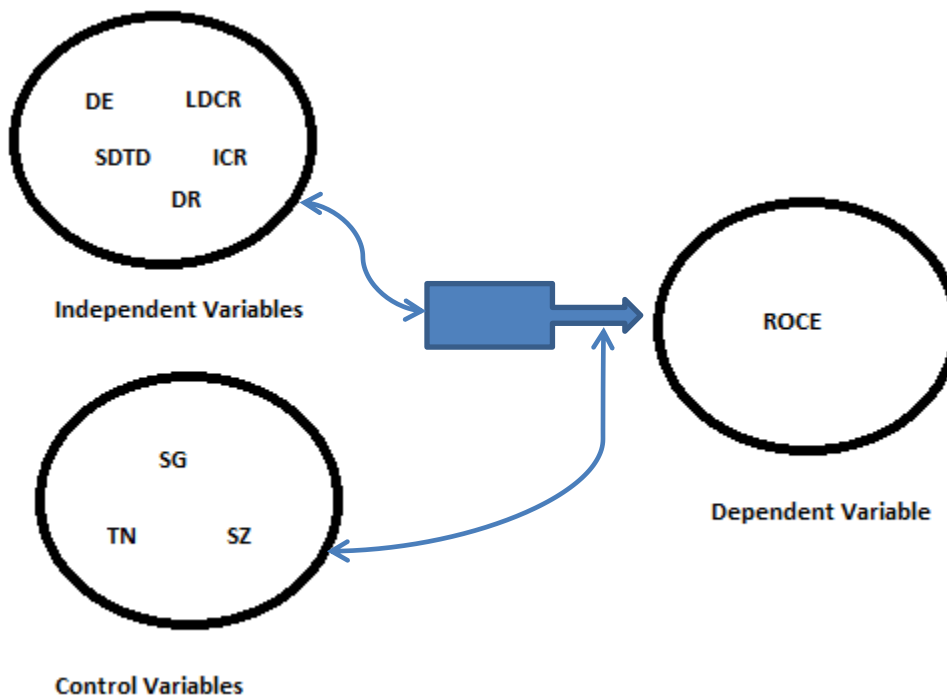 DE LDCR
SDTD ICR
DR
Independent Variables
ROCE
Dependent Variable
SG
TN SZ
Control Variables